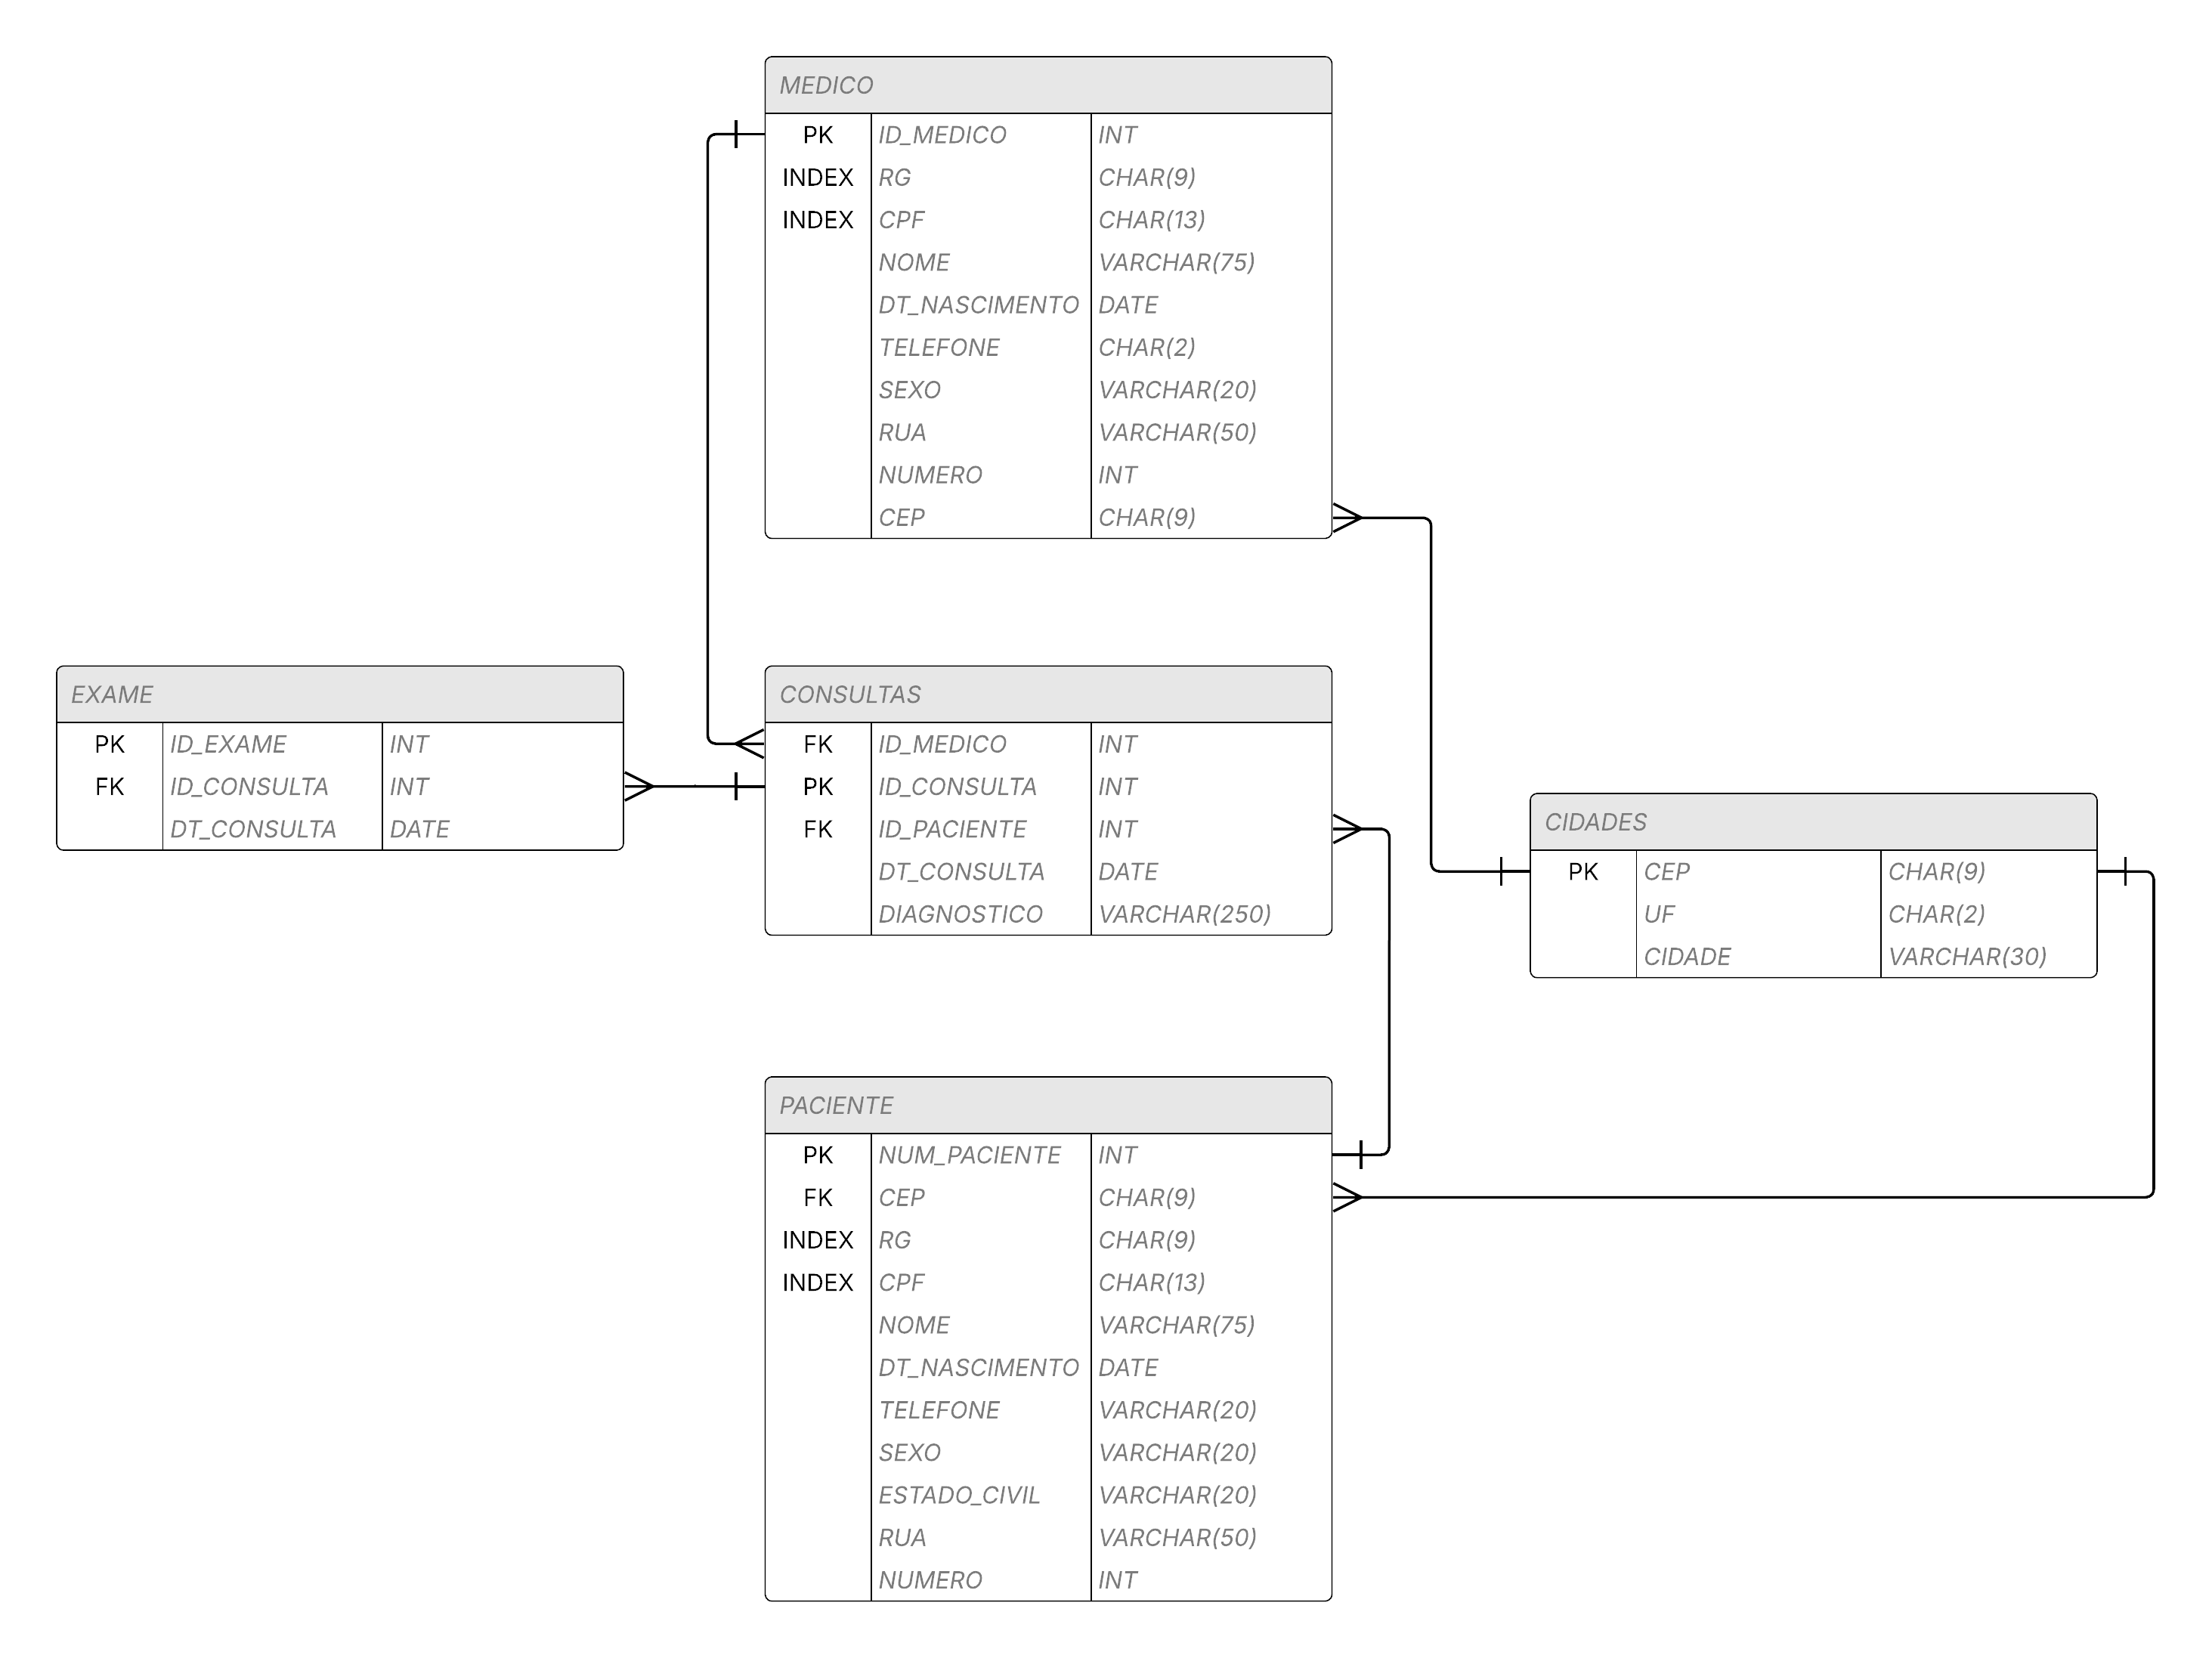 MEDICO
PK ID_MEDICO INT
INDEX RG CHAR(9)
INDEX CPF CHAR(13)
NOME VARCHAR(75)
DT_NASCIMENTO DATE
TELEFONE CHAR(2)
SEXO VARCHAR(20)
RUA VARCHAR(50)
NUMERO INT
CEP CHAR(9)
EXAME
PK ID_EXAME INT
FK ID_CONSULTA INT
DT_CONSULTA DATE
CONSULTAS
FK ID_MEDICO INT
PK ID_CONSULTA INT
FK ID_PACIENTE INT
DT_CONSULTA DATE
DIAGNOSTICO VARCHAR(250)
CIDADES
PK CEP CHAR(9)
UF CHAR(2)
CIDADE VARCHAR(30)
PACIENTE
PK NUM_PACIENTE INT
FK CEP CHAR(9)
INDEX RG CHAR(9)
INDEX CPF CHAR(13)
NOME VARCHAR(75)
DT_NASCIMENTO DATE
TELEFONE VARCHAR(20)
SEXO VARCHAR(20)
ESTADO_CIVIL VARCHAR(20)
RUA VARCHAR(50)
NUMERO INT